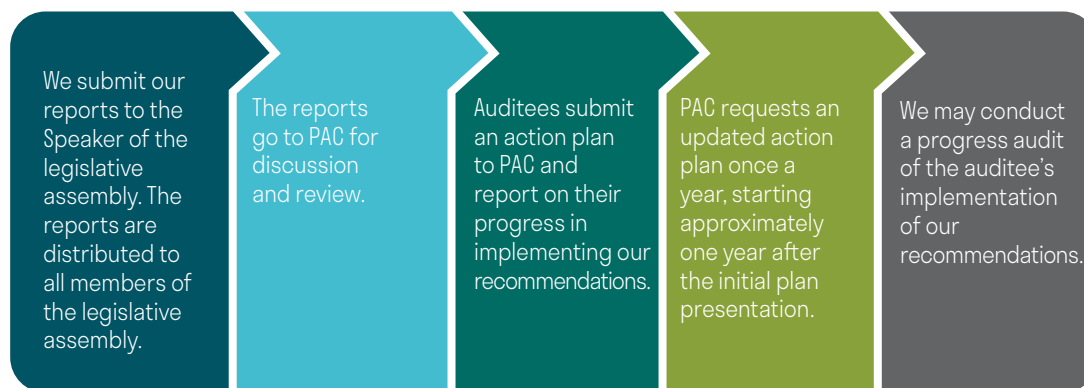 We submit our
reports to the
Speaker of the
legislative
assembly. The
reports are
distributed to
all members of
the legislative
assembly.
The reports
go to PAC for
discussion
and review.
Auditees submit
an action plan
to PAC and
report on their
progress in
implementing our
recommendations.
PAC requests an
updated action
plan once a
year, starting
approximately
one year after
the initial plan
presentation.
We may conduct
a progress audit
of the auditee’s
implementation
of our
recommendations.